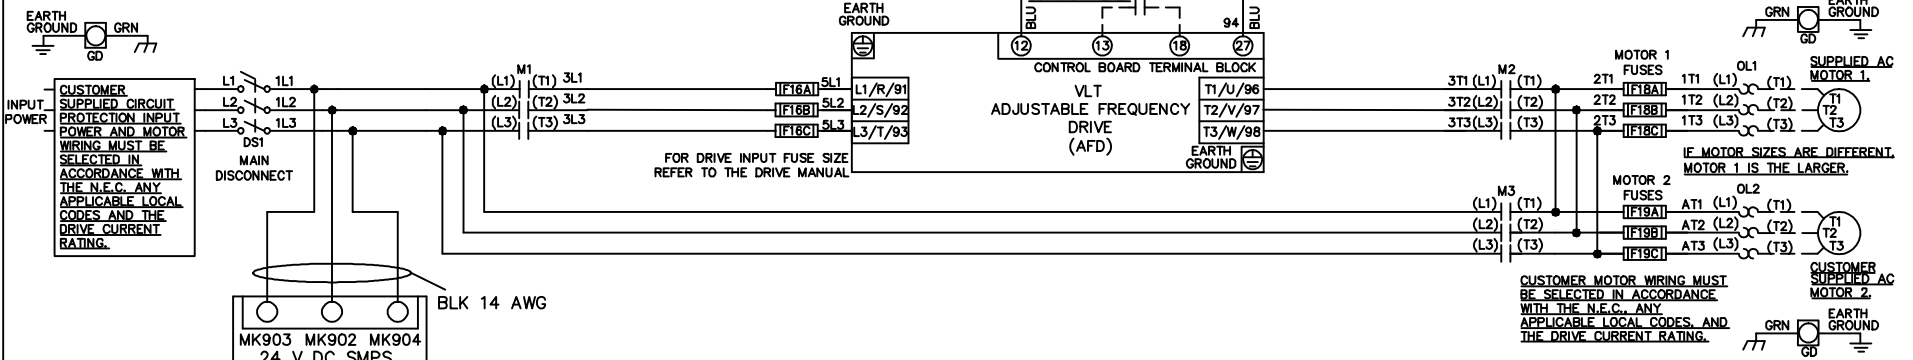 EARTH
GROUND
GRN
GD
EARTH
GROUND
BLU
94
BLU
GRN
EARTH
GROUND
GD
12
13
18
27
CONTROL BOARD TERMINAL BLOCK
INPUT
POWER
CUSTOMER
SUPPLIED CIRCUIT
PROTECTION INPUT
POWER AND MOTOR
WIRING MUST BE
SELECTED IN
ACCORDANCE WITH
THE N.E.C. ANY
APPLICABLE LOCAL
CODES AND THE
DRIVE CURRENT
RATING.
L1 1L1
L2 1L2
L3 1L3
DS1
MAIN
DISCONNECT
M1
(L1) (T1) 3L1
(L2) (T2) 3L2
(L3) (T3) 3L3
F16A 5L1
F16B 5L2
F16C 5L3
FOR DRIVE INPUT FUSE SIZE
REFER TO THE DRIVE MANUAL
L1/R/91
L2/S/92
L3/T/93
VLT
ADJUSTABLE FREQUENCY
DRIVE
(AFD)
T1/U/96
T2/V/97
T3/W/98
EARTH
GROUND
M2
3T1 (L1) (T1)
3T2(L2) (T2)
3T3(L3) (T3)
MOTOR 1
FUSES
2T1 F18A 1T1 (L1)
2T2 F18B 1T2 (L2)
2T3 F18C 1T3 (L3)
OL1
(T1)
(T2)
(T3)
SUPPLIED AC
MOTOR 1.
T1
T2
T3
IF MOTOR SIZES ARE DIFFERENT,
MOTOR 1 IS THE LARGER.
M3
(L1) (T1)
(L2) (T2)
(L3) (T3)
MOTOR 2
FUSES
F19A AT1 (L1)
F19B AT2 (L2)
F19C AT3 (L3)
OL2
(T1)
(T2)
(T3)
T1
T2
T3
CUSTOMER
SUPPLIED AC
MOTOR 2.
CUSTOMER MOTOR WIRING MUST
BE SELECTED IN ACCORDANCE
WITH THE N.E.C., ANY
APPLICABLE LOCAL CODES, AND
THE DRIVE CURRENT RATING.
GRN
EARTH
GROUND
GD
BLK 14 AWG
MK903 MK902 MK904
24 V DC SMPS